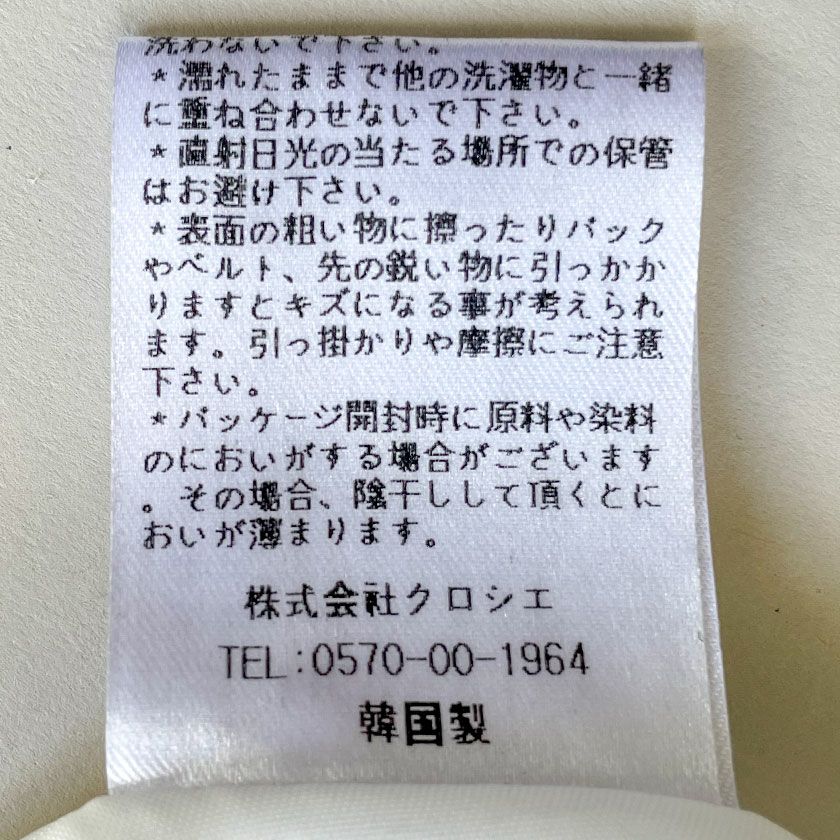 洗わないで下さい。
*濡れたままで他の洗濯物と一緒
に重ね合わせないで下さい。
*直射日光の当たる場所での保管
はお避け下さい。
*表面の粗い物に擦ったりバック
やベルト、先の鋭い物に引っかか
りますとキズになる事が考えられ
ます。引っ掛かりや摩擦にご注意
下さい。
*パッケージ開封時に原料や染料
のにおいがする場合がございます
。その場合、陰干しして頂くとに
おいが薄まります。
株式会社クロシエ
TEL:0570-00-1964
韓国製